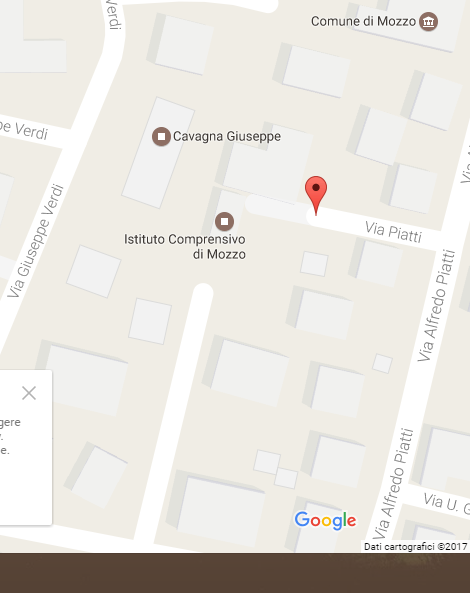 Verdi
Comune di Mozzo
Cavagna Giuseppe
pe Verdi
Via Giuseppe Verdi
Via Piatti
Istituto Comprensivo
di Mozzo
Via Alfredo Piatti
gere
.
e.
Via Alfredo Piatti
Via U. G
Google
Dati cartografici ©2017